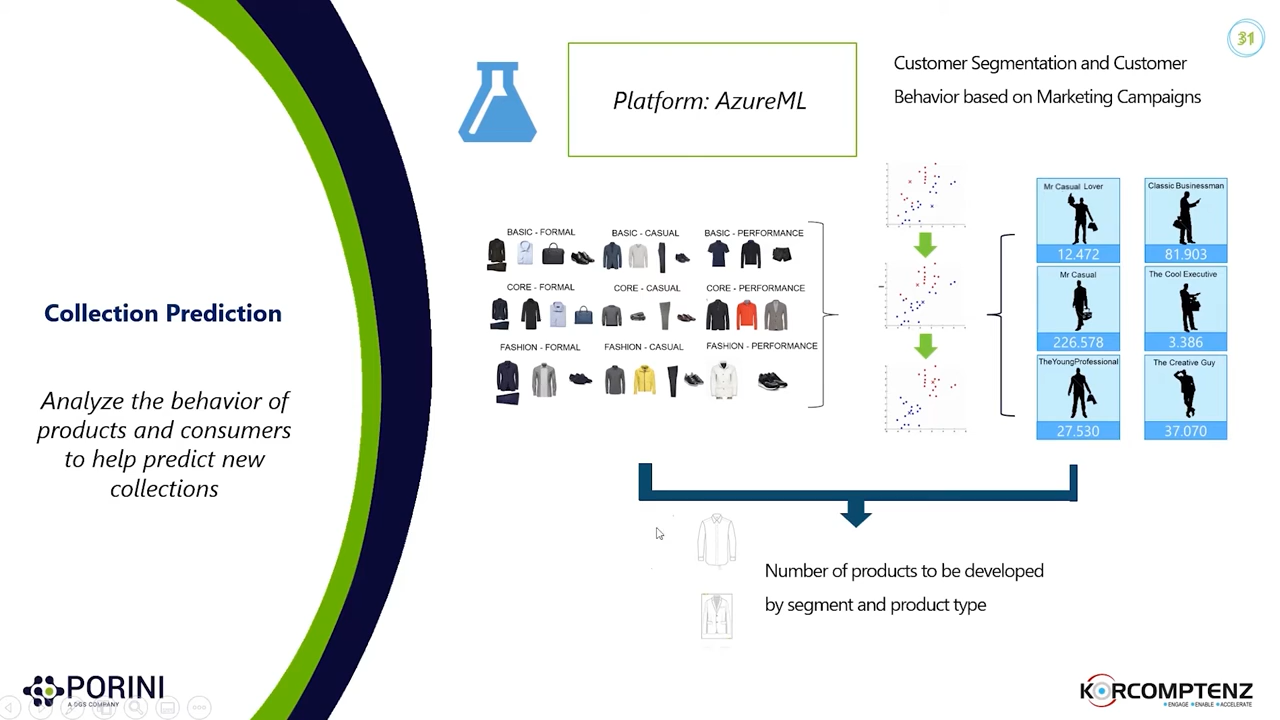 31
Platform: AzureML
Customer Segmentation and Customer
Behavior based on Marketing Campaigns
Collection Prediction
Analyze the behavior of
products and consumers
to help predict new
collections
BASIC - FORMAL
BASIC - CASUAL
BASIC - PERFORMANCE
CORE - FORMAL
CORE - CASUAL
CORE - PERFORMANCE
FASHION - FORMAL
FASHION - CASUAL
FASHION - PERFORMANCE
Mr Casual Lover
12.472
Classic Businessman
81.903
Mr Casual
226.578
The Cool Executive
3.386
TheYoungProfessional
27.530
The Creative Guy
37.070
Number of products to be developed
by segment and product type
PORINI
A DGS COMPANY
KORCOMPTENZ
ENGAGE ENABLE ACCELERATE